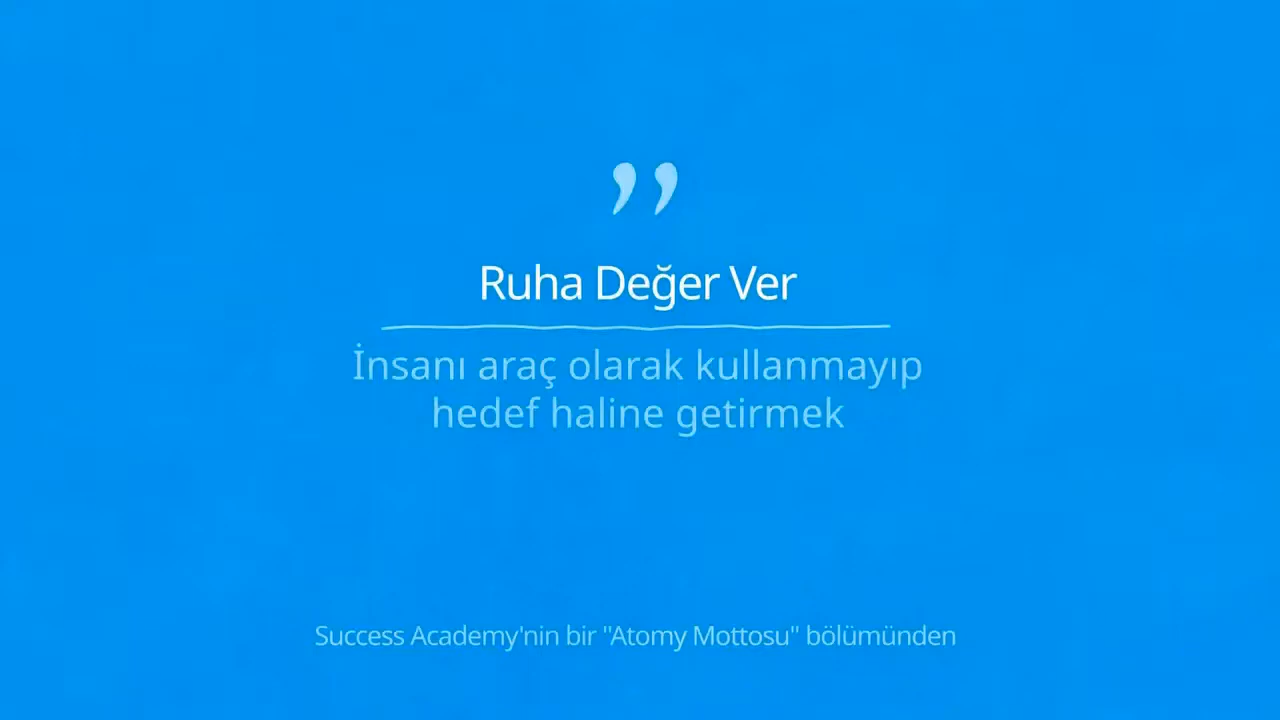 ”
Ruha Değer Ver
İnsanı araç olarak kullanmayıp
hedef haline getirmek
Success Academy'nin bir "Atomy Mottosu" bölümünden